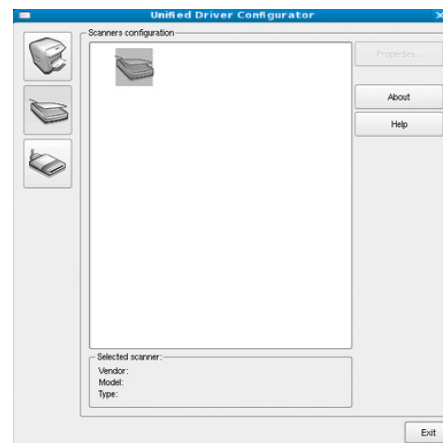 Unified Driver Configurator
Scanners configuration
Properties...
About
Help
Selected scanner:
Vendor:
Model:
Type:
Exit